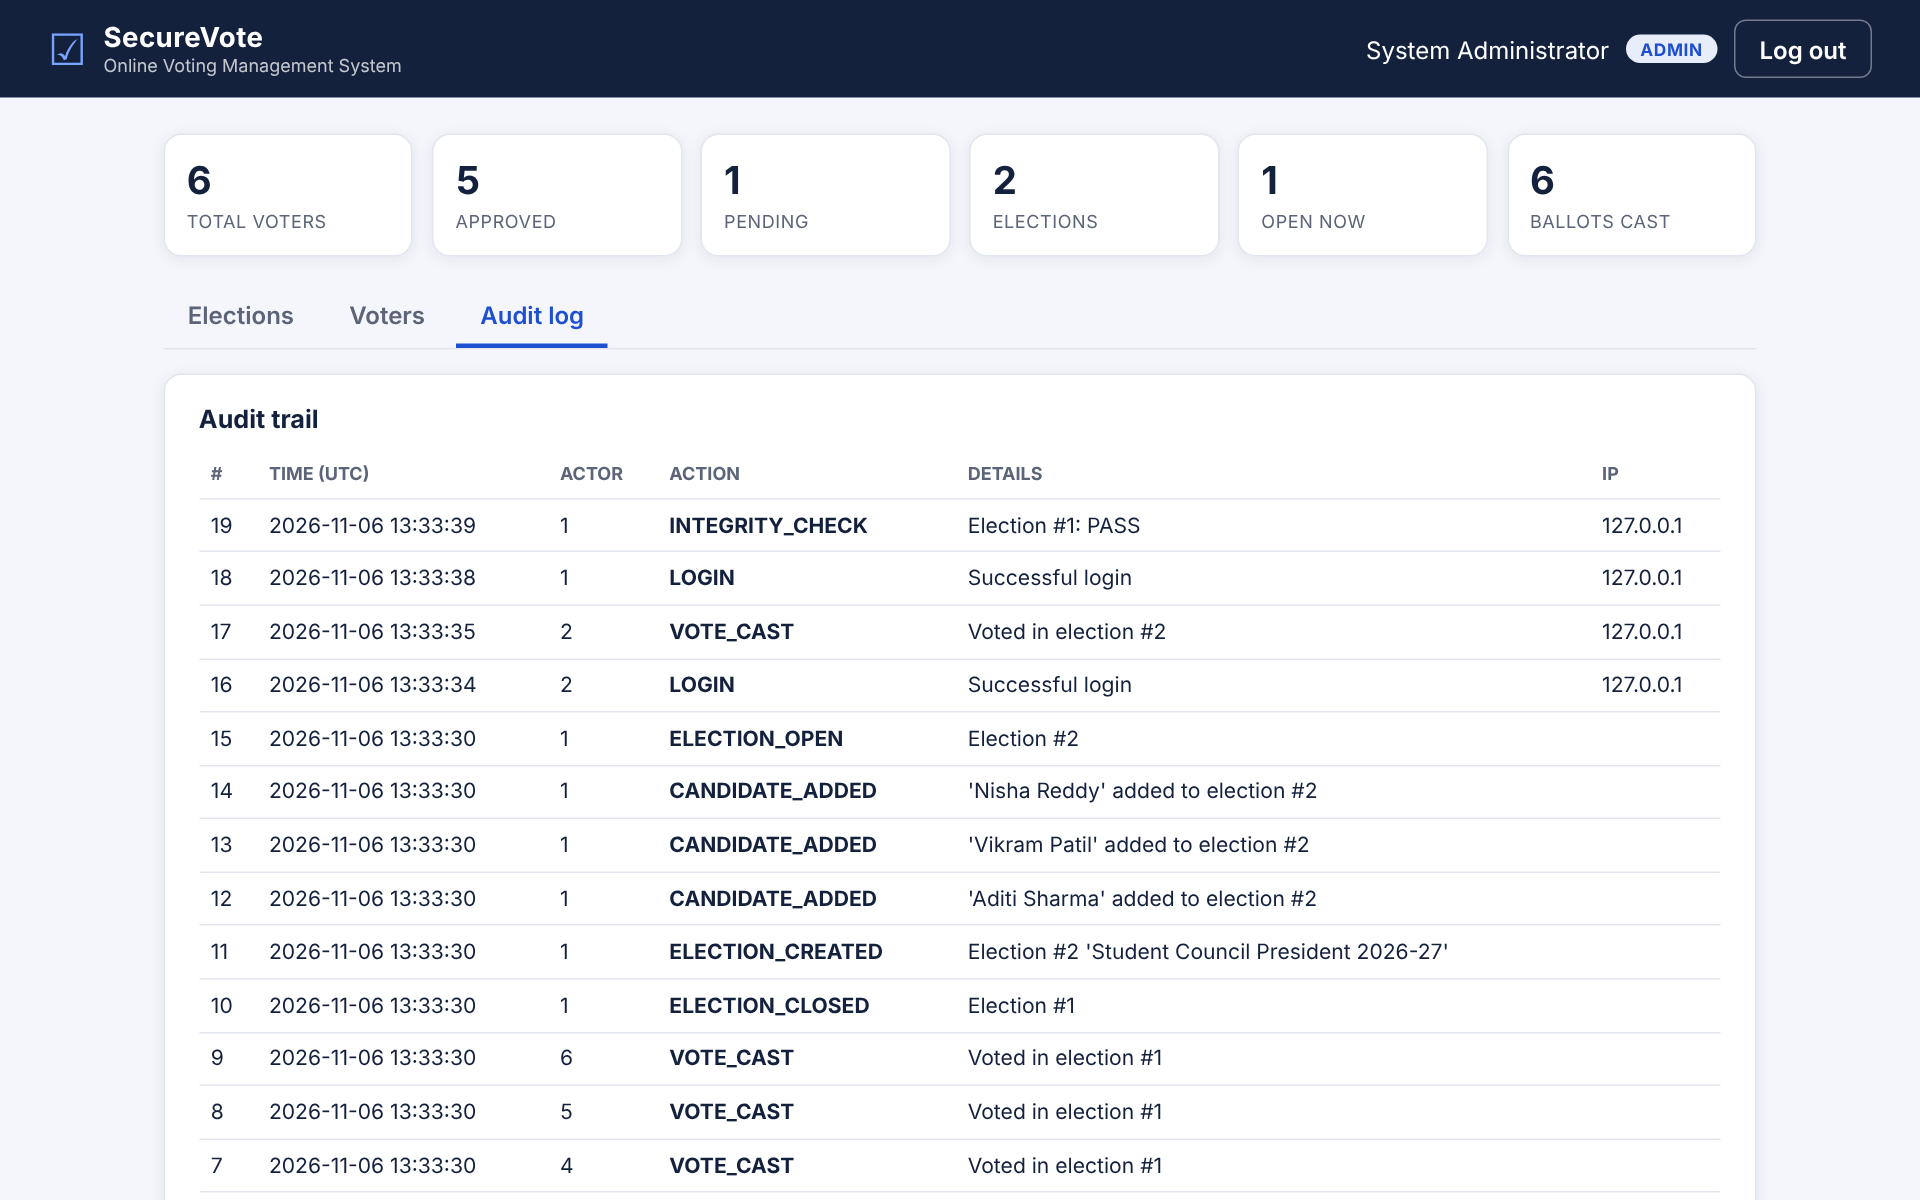 SecureVote
Online Voting Management System
System Administrator ADMIN Log out
6 5 1 2 1 6
TOTAL VOTERS APPROVED PENDING ELECTIONS OPEN NOW BALLOTS CAST
Elections Voters Audit log
Audit trail
# TIME (UTC) ACTOR ACTION DETAILS IP
19 2026-11-06 13:33:39 1 INTEGRITY_CHECK Election #1: PASS 127.0.0.1
18 2026-11-06 13:33:38 1 LOGIN Successful login 127.0.0.1
17 2026-11-06 13:33:35 2 VOTE_CAST Voted in election #2 127.0.0.1
16 2026-11-06 13:33:34 2 LOGIN Successful login 127.0.0.1
15 2026-11-06 13:33:30 1 ELECTION_OPEN Election #2
14 2026-11-06 13:33:30 1 CANDIDATE_ADDED 'Nisha Reddy' added to election #2
13 2026-11-06 13:33:30 1 CANDIDATE_ADDED 'Vikram Patil' added to election #2
12 2026-11-06 13:33:30 1 CANDIDATE_ADDED 'Aditi Sharma' added to election #2
11 2026-11-06 13:33:30 1 ELECTION_CREATED Election #2 'Student Council President 2026-27'
10 2026-11-06 13:33:30 1 ELECTION_CLOSED Election #1
9 2026-11-06 13:33:30 6 VOTE_CAST Voted in election #1
8 2026-11-06 13:33:30 5 VOTE_CAST Voted in election #1
7 2026-11-06 13:33:30 4 VOTE_CAST Voted in election #1